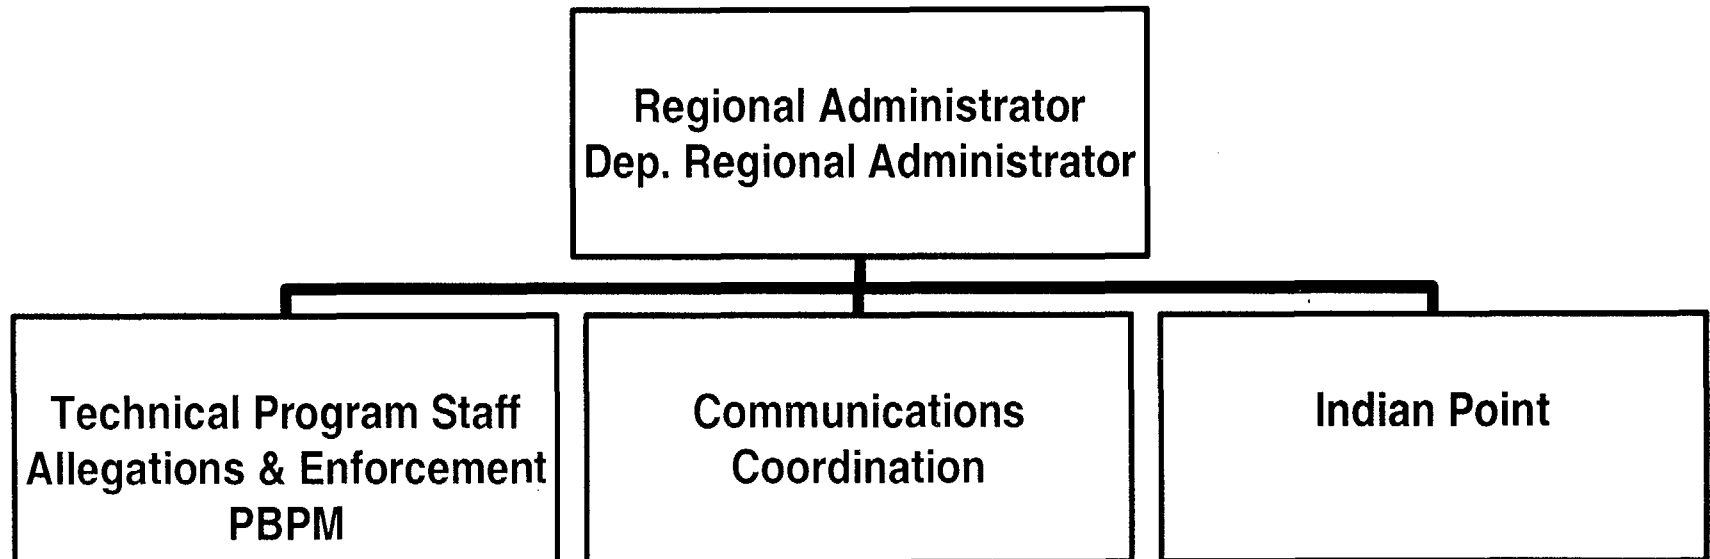 Regional Administrator
Dep. Regional Administrator
Technical Program Staff
Allegations & Enforcement
PBPM
Communications
Coordination
Indian Point